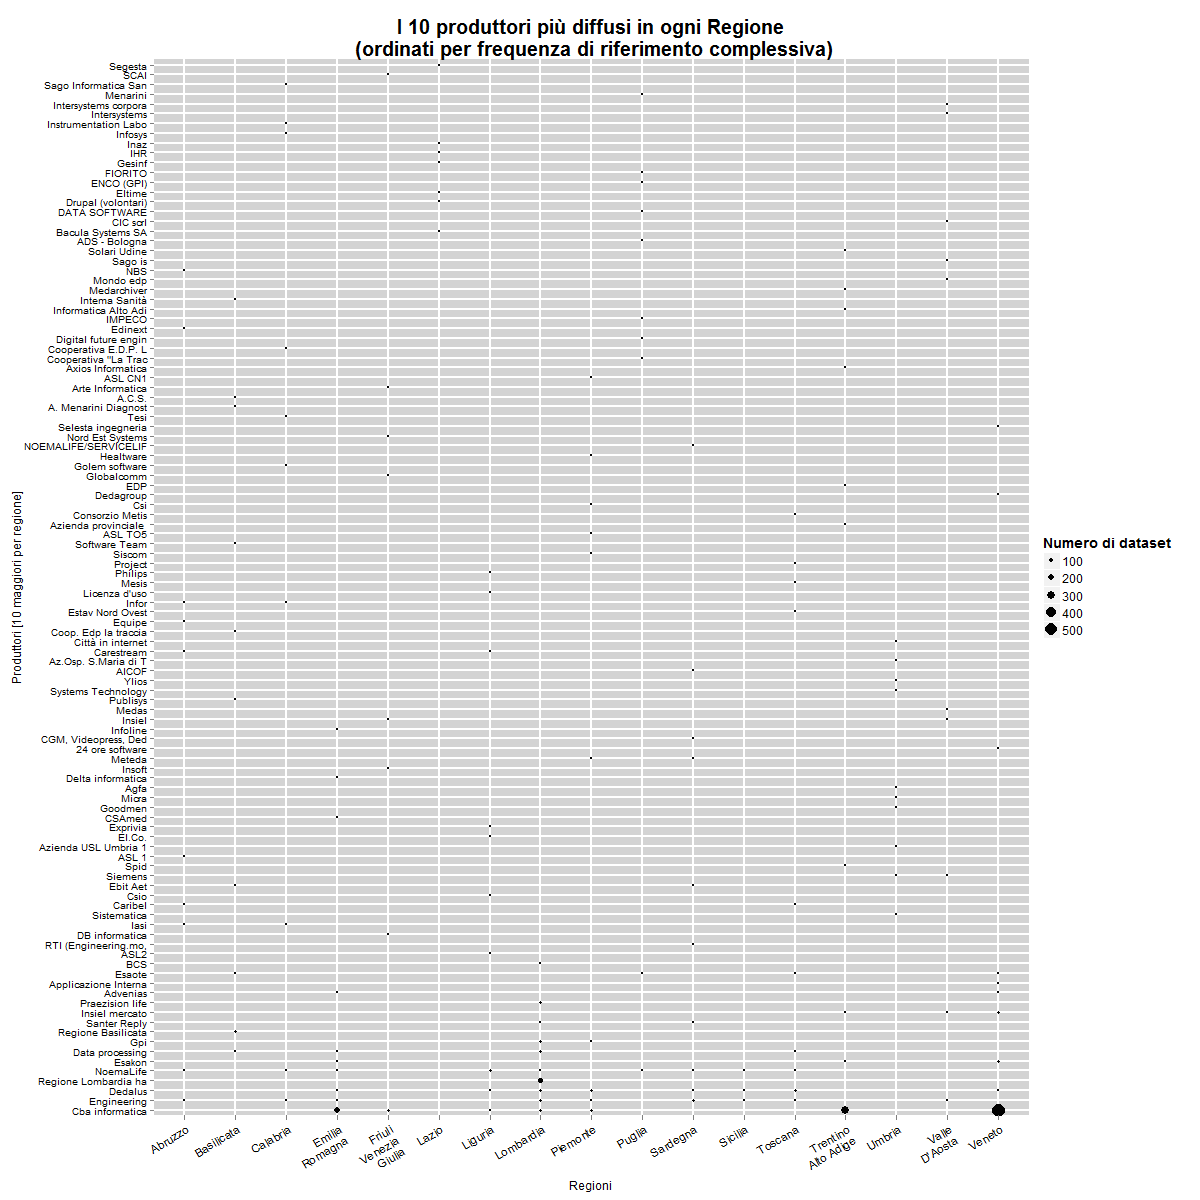 I 10 produttori più diffusi in ogni Regione
(ordinati per frequenza di riferimento complessiva)
Segesta
SCAI
Sago Informatica San
Menarini
Intersystems corpora
Intersystems
Instrumentation Labo
Infosys
Inaz
IHR
Gesinf
FIORITO
ENCO (GPI)
Eltime
Drupal (volontari)
DATA SOFTWARE
CIC scrl
Bacula Systems SA
ADS - Bologna
Solari Udine
Sago is
NBS
Mondo edp
Medarchiver
Intema Sanità
Informatica Alto Adi
IMPECO
Edinext
Digital future engin
Cooperativa E.D.P. L
Cooperativa "La Trac
Axios Informatica
ASL CN1
Arte Informatica
A.C.S.
A. Menarini Diagnost
Tesi
Selesta ingegneria
Nord Est Systems
NOEMALIFE/SERVICELIF
Healtware
Golem software
Globalcomm
EDP
Dedagroup
Csi
Consorzio Metis
Azienda provinciale
ASL TO5
Software Team
Siscom
Project
Philips
Mesis
Licenza d'uso
Infor
Estav Nord Ovest
Equipe
Coop. Edp la traccia
Città in internet
Carestream
Az.Osp. S.Maria di T
AICOF
Ylios
Systems Technology
Publisys
Medas
Insiel
Infoline
CGM, Videopress, Ded
24 ore software
Meteda
Insoft
Delta informatica
Agfa
Micra
Goodmen
CSAmed
Exprivia
El.Co.
Azienda USL Umbria 1
ASL 1
Spid
Siemens
Ebit Aet
Csio
Caribel
Sistematica
Iasi
DB informatica
RTI (Engineering.mo,
ASL2
BCS
Esaote
Applicazione Interna
Advenias
Praezision life
Insiel mercato
Santer Reply
Regione Basilicata
Gpi
Data processing
Esakon
NoemaLife
Regione Lombardia ha
Dedalus
Engineering
Cba informatica
Produttori [10 maggiori per regione]
Abruzzo
Basilicata
Calabria
Emilia
Romagna
Friuli
Venezia
Giulia
Lazio
Liguria
Lombardia
Piemonte
Puglia
Sardegna
Sicilia
Toscana
Trentino
Alto Adige
Umbria
Valle
D'Aosta
Veneto
Regioni
Numero di dataset
100
200
300
400
500